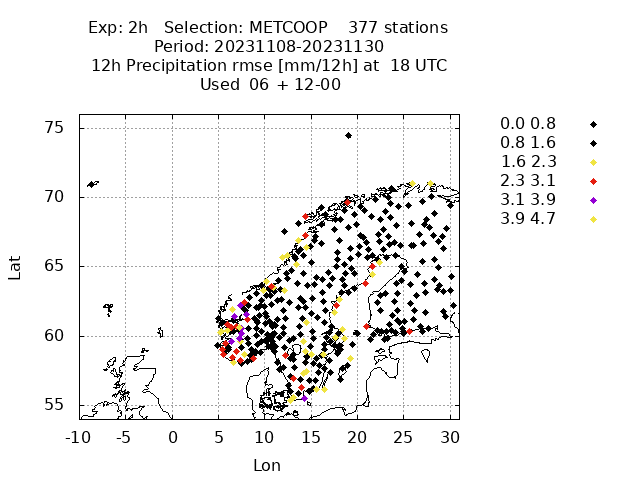 Exp: 2h Selection: METCOOP 377 stations
Period: 20231108-20231130
12h Precipitation rmse [mm/12h] at 18 UTC
Used 06 + 12-00
0.0 0.8
0.8 1.6
1.6 2.3
2.3 3.1
3.1 3.9
3.9 4.7
75
70
65
60
55
Lat
-10 -5 0 5 10 15 20 25 30
Lon